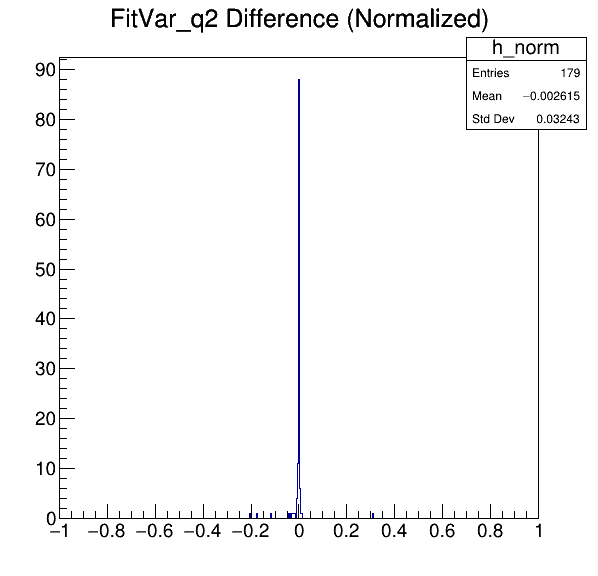 FitVar_q2 Difference (Normalized)
h_norm
Entries 179
Mean −0.002615
Std Dev 0.03243
90
80
70
60
50
40
30
20
10
0
−1 −0.8 −0.6 −0.4 −0.2 0 0.2 0.4 0.6 0.8 1